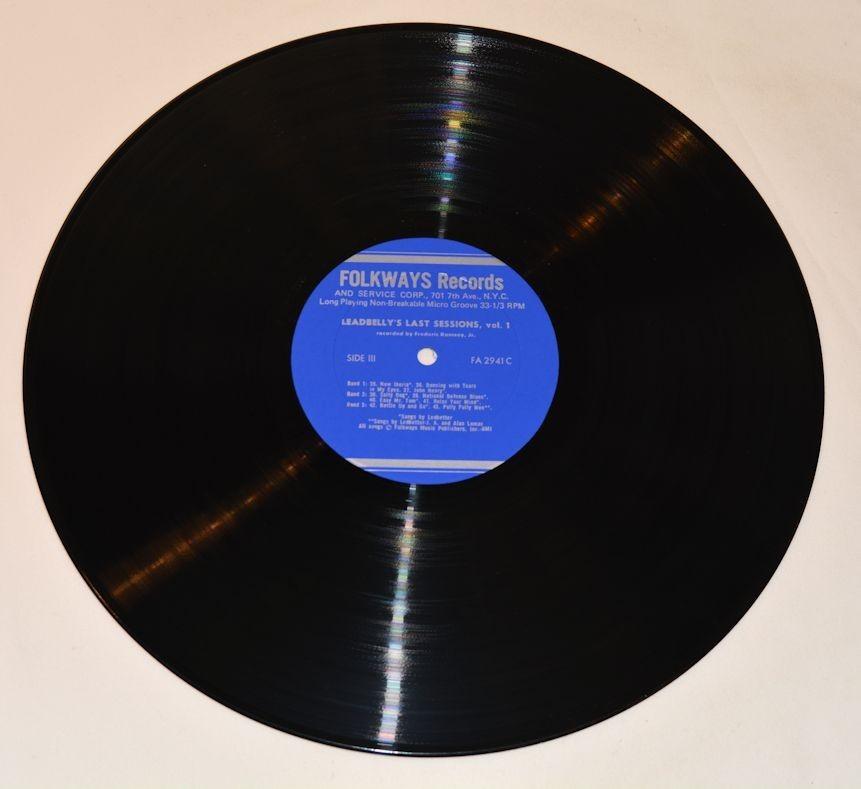 FOLKWAYS Records
AND SERVICE CORP., 701 7th Ave., N.Y.C.
Long Playing Non-Breakable Micro Groove 33-1/3 RPM
LEADBELLY'S LAST SESSIONS, vol. 1
recorded by Frederic Ramsey, Jr.
SIDE III FA 2941 C
Band 1: 35. New Iberia*. 36. Dancing with Tears
in My Eyes. 37. John Henry*.
Band 2: 38. Salty Dog*, 39. National Defense Blues*.
40. Easy Mr. Tom*. 41. Relax Your Mind*.
Band 3: 42. Bottle Up and Go*. 43. Polly Polly Wee**.
*Songs by Ledbetter
**Songs by Ledbetter-J. A. and Alan Lomax
All songs © Folkways Music Publishers, Inc.-BMI